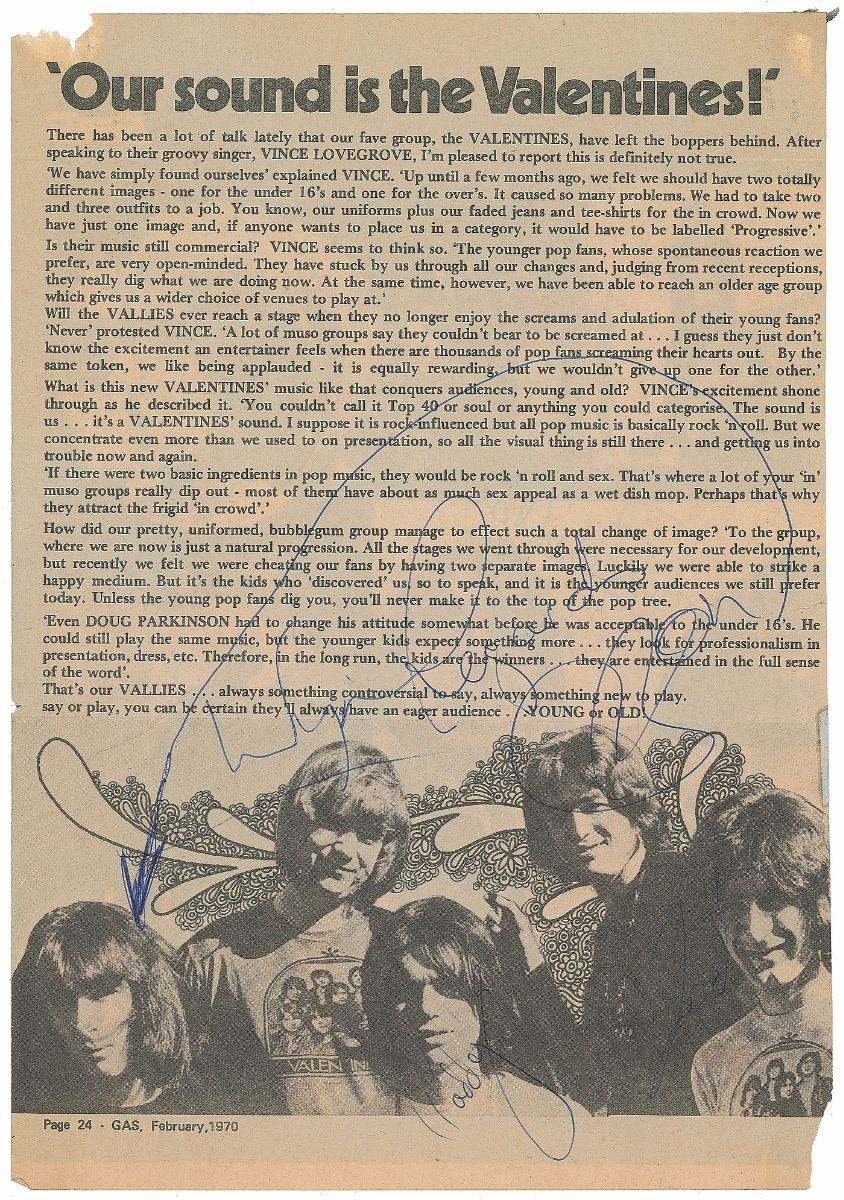 ‘Our sound is the Valentines!’
There has been a lot of talk lately that our fave group, the VALENTINES, have left the boppers behind. After
speaking to their groovy singer, VINCE LOVEGROVE, I'm pleased to report this is definitely not true.
‘We have simply found ourselves’ explained VINCE. ‘Up until a few months ago, we felt we should have two totally
different images - one for the under 16's and one for the over's. It caused so many problems. We had to take two
and three outfits to a job. You know, our uniforms plus our faded jeans and tee-shirts for the in crowd. Now we
have just one image and, if anyone wants to place us in a category, it would have to be labelled ‘Progressive’.’
Is their music still commercial? VINCE seems to think so. ‘The younger pop fans, whose spontaneous reaction we
prefer, are very open-minded. They have stuck by us through all our changes and, judging from recent receptions,
they really dig what we are doing now. At the same time, however, we have been able to reach an older age group
which gives us a wider choice of venues to play at.’
Will the VALLIES ever reach a stage when they no longer enjoy the screams and adulation of their young fans?
‘Never’ protested VINCE. ‘A lot of muso groups say they couldn't bear to be screamed at . . . I guess they just don't
know the excitement an entertainer feels when there are thousands of pop fans screaming their hearts out. By the
same token, we like being applauded - it is equally rewarding, but we wouldn't give up one for the other.’
What is this new VALENTINES’ music like that conquers audiences, young and old? VINCE's excitement shone
through as he described it. ‘You couldn't call it Top 40 or soul or anything you could categorise. The sound is
us . . . it's a VALENTINES’ sound. I suppose it is rock-influenced but all pop music is basically rock ’n roll. But we
concentrate even more than we used to on presentation, so all the visual thing is still there . . . and getting us into
trouble now and again.
‘If there were two basic ingredients in pop music, they would be rock ’n roll and sex. That's where a lot of your ‘in’
muso groups really dip out - most of them have about as much sex appeal as a wet dish mop. Perhaps that's why
they attract the frigid ‘in crowd’.’
How did our pretty, uniformed, bubblegum group manage to effect such a total change of image? ‘To the group,
where we are now is just a natural progression. All the stages we went through were necessary for our development,
but recently we felt we were cheating our fans by having two separate images. Luckily we were able to strike a
happy medium. But it's the kids who ‘discovered’ us, so to speak, and it is the younger audiences we still prefer
today. Unless the young pop fans dig you, you'll never make it to the top of the pop tree.
‘Even DOUG PARKINSON had to change his attitude somewhat before he was acceptable to the under 16's. He
could still play the same music, but the younger kids expect something more . . . they look for professionalism in
presentation, dress, etc. Therefore, in the long run, the kids are the winners . . . they are entertained in the full sense
of the word’.
That's our VALLIES . . . always something controversial to say, always something new to play.
say or play, you can be certain they'll always have an eager audience . . .YOUNG or OLD!
VALENTIN
Page 24 - GAS, February,1970